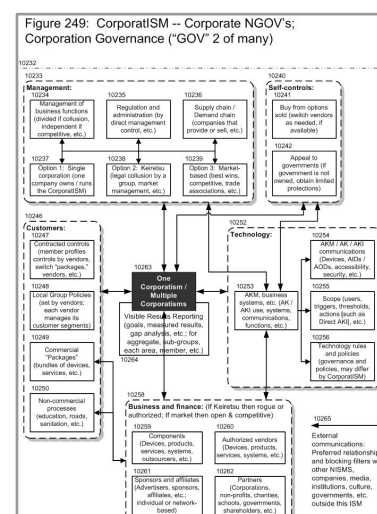 Figure 249: CorporatISM -- Corporate NGOV's;
Corporation Governance ("GOV" 2 of many)
10232
10233
Management:
10234
Management of
business functions
(divided if collusion,
independent if
competitive, etc.)
10235
Regulation and
administration (by
direct management
control, etc.)
10236
Supply chain /
Demand chain
(companies that
provide or sell, etc.)
10237
Option 1: Single
corporation (one
company owns / runs
the CorporatISM)
10238
Option 2: Keiretsu
(legal collusion by a
group, market
management, etc.)
10239
Option 3: Market-
based (best wins,
competitive, trade
associations, etc.)
10240
Self-controls:
10241
Buy from options
sold (switch vendors
as needed, if
available)
10242
Appeal to
governments (if
government is not
owned, obtain limited
protections)
10246
Customers:
10247
Contracted controls
(member profiles
controls by vendors,
switch "packages,"
vendors, etc.)
10248
Local Group Policies
(set by vendors;
each vendor
manages its
customer segments)
10249
Commercial
"Packages"
(bundles of devices,
services, etc.)
10250
Non-commercial
processes
(education, roads,
sanitation, etc.)
10263
One
Corporatism /
Multiple
Corporatisms
Visible Results Reporting
(goals, measured results,
gap analysis, etc.; for
aggregate, sub-groups,
each area, member, etc.)
10264
10252
Technology:
10253
AKM, business
systems, etc. (AK /
AKI use, systems,
communications,
functions, etc.)
10254
AKM / AK / AKI
communications
(Devices, AIDs /
AODs, accessibility,
security, etc.)
10255
Scope (users,
triggers, thresholds,
actions [such as
Direct AKI], etc.)
10256
Technology rules
and policies
(governance and
policies, may differ
by CorporatISM)
10258
Business and finance: (If Keiretsu then rogue or
authorized; If market then open & competitive)
10259
Components
(Devices, products,
services, systems,
outsourcers, etc.)
10260
Authorized vendors
(Devices, products,
services, systems, etc.)
10261
Sponsors and affiliates
(Advertisers, sponsors,
affiliates, etc.;
individual or network-
based)
10262
Partners
(Corporations,
non-profits, charities,
schools, governments,
shareholders, etc.)
10265
External
communications:
Preferred relationship
and blocking filters w
other NISMS,
companies, media,
institutions, culture,
governments, etc.
outside this ISM